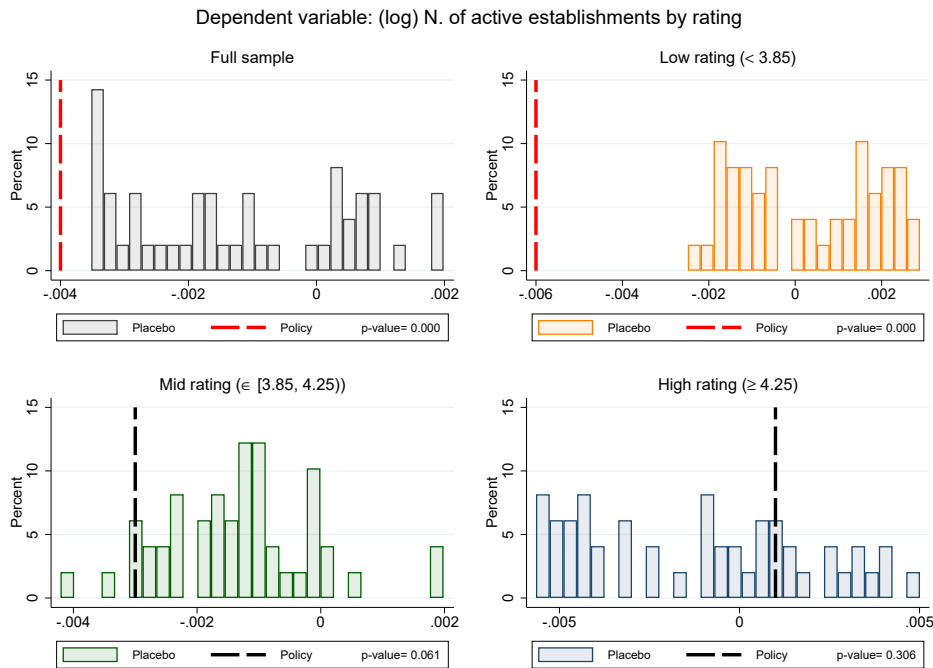 Dependent variable: (log) N. of active establishments by rating
Full sample
Percent
15
10
5
0
-.004 -.002 0 .002
Placebo Policy p-value= 0.000
Low rating (< 3.85)
Percent
15
10
5
0
-.006 -.002 0 .002
Placebo Policy p-value= 0.000
Mid rating (∈ [3.85, 4.25))
Percent
15
10
5
0
-.004 -.002 0 .002
Placebo Policy p-value= 0.061
High rating (≥ 4.25)
Percent
15
10
5
0
-.005 0 .005
Placebo Policy p-value= 0.306